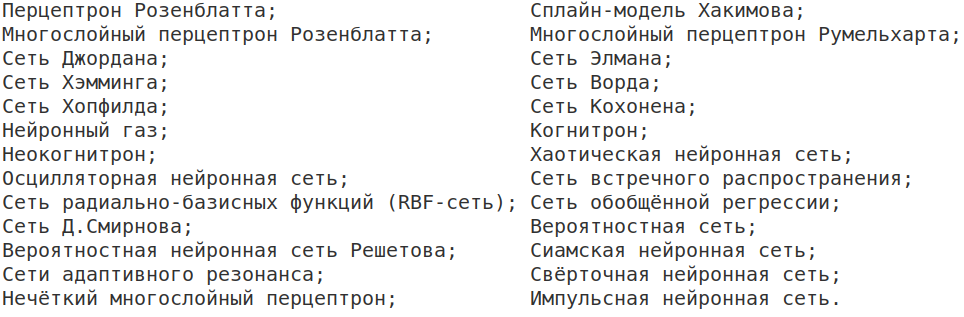 Перцептрон Розенблатта; Сплайн-модель Хакимова;
Многослойный перцептрон Розенблатта; Многослойный перцептрон Румельхарта;
Сеть Джордана; Сеть Элмана;
Сеть Хэмминга; Сеть Ворда;
Сеть Хопфилда; Сеть Кохонена;
Нейронный газ; Когнитрон;
Неокогнитрон; Хаотическая нейронная сеть;
Осцилляторная нейронная сеть; Сеть встречного распространения;
Сеть радиально-базисных функций (RBF-сеть); Сеть обобщённой регрессии;
Сеть Д.Смирнова; Вероятностная сеть;
Вероятностная нейронная сеть Решетова; Сиамская нейронная сеть;
Сети адаптивного резонанса; Свёрточная нейронная сеть;
Нечёткий многослойный перцептрон; Импульсная нейронная сеть.